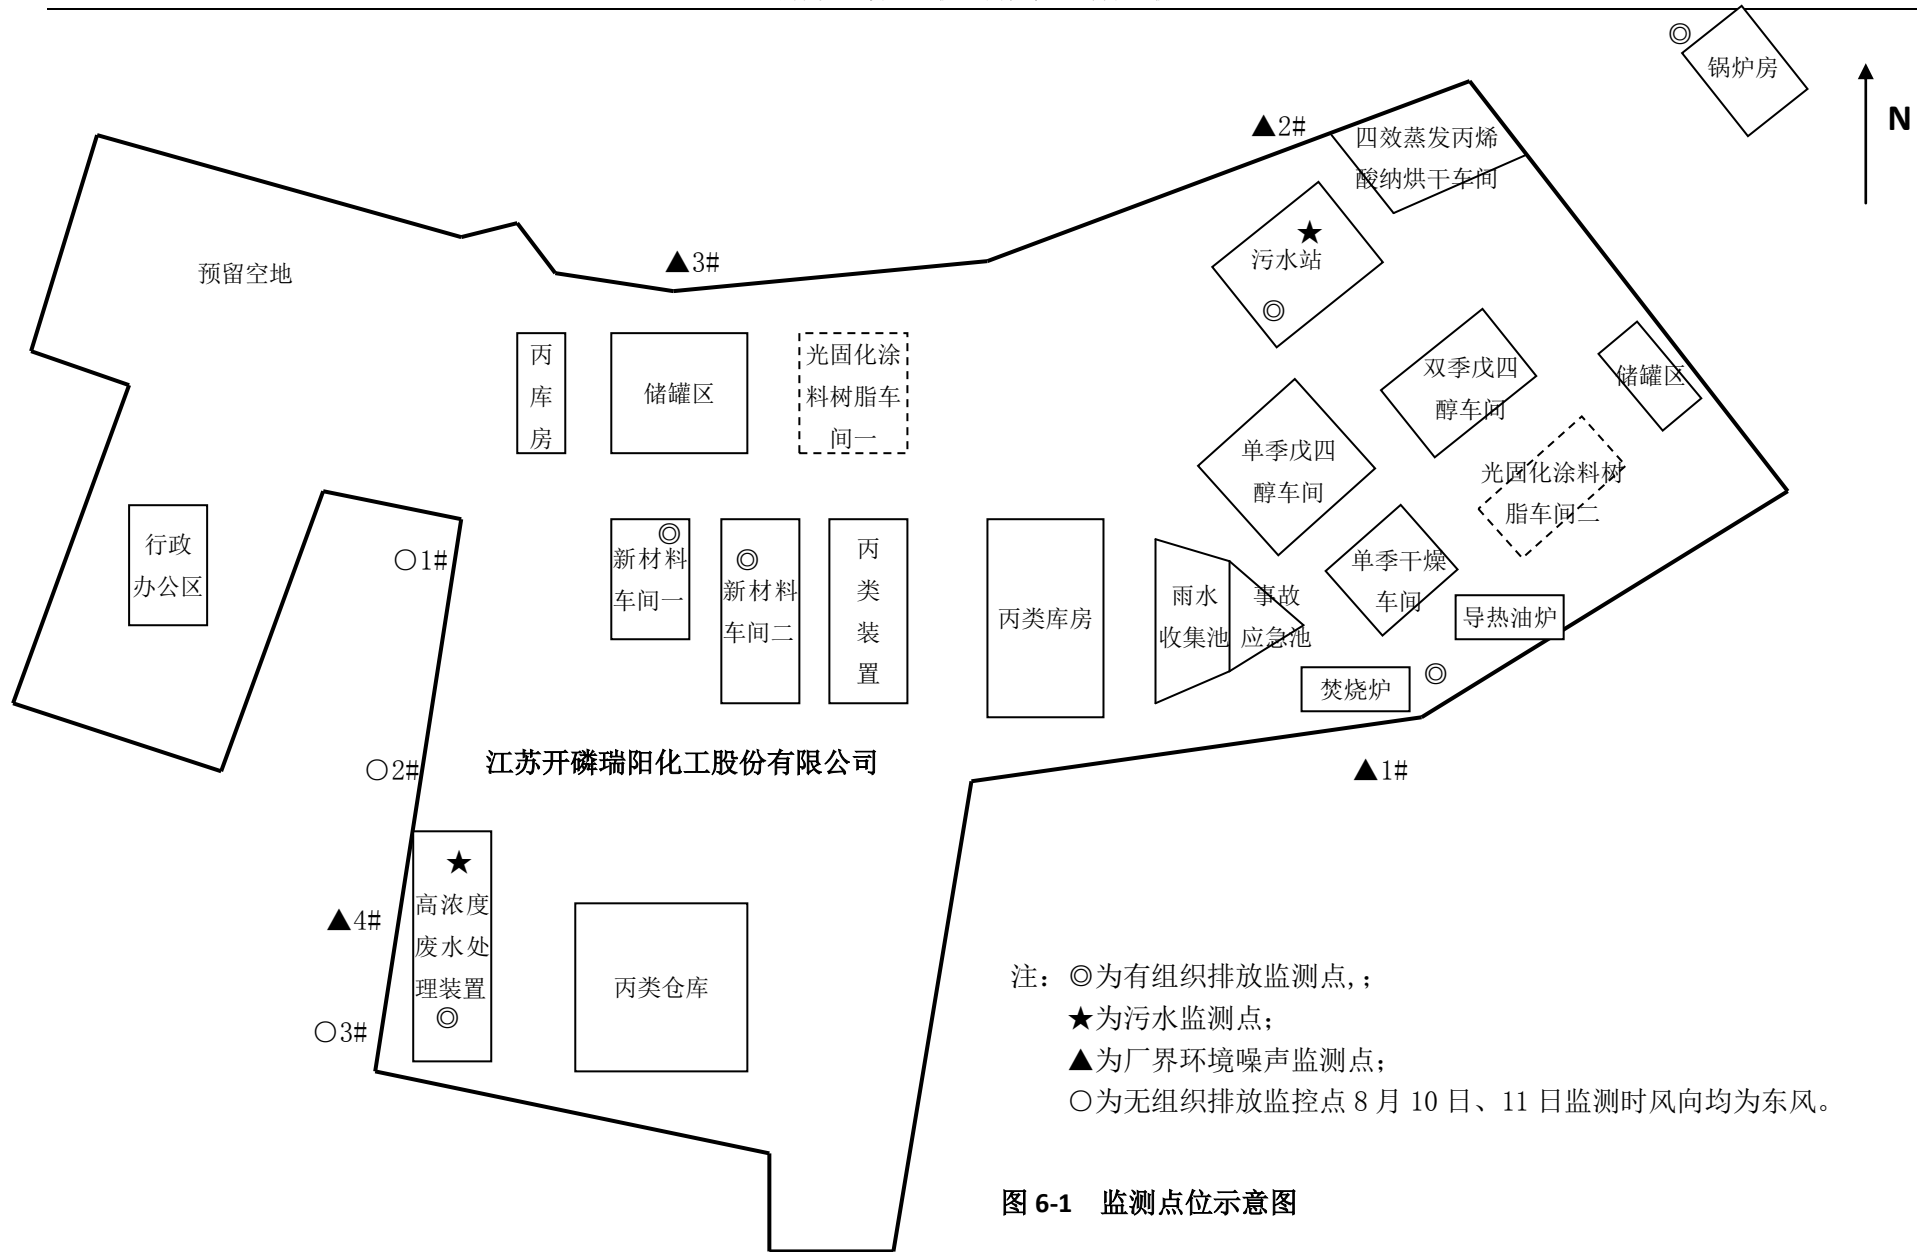 ◎
锅炉房
N
▲2#
四效蒸发丙烯
酸纳烘干车间
★
污水站
◎
▲3#
预留空地
丙
库
房
储罐区
光固化涂
料树脂车
间一
双季戊四
醇车间
储罐区
单季戊四
醇车间
光固化涂料树
脂车间二
行政
办公区
○1#
◎
新材料
车间一
◎
新材料
车间二
丙
类
装
置
丙类库房
雨水
收集池
事故
应急池
单季干燥
车间
导热油炉
焚烧炉
◎
○2#
江苏开磷瑞阳化工股份有限公司
▲1#
★
高浓度
废水处
理装置
◎
▲4#
○3#
丙类仓库
注：◎为有组织排放监测点,；
★为污水监测点；
▲为厂界环境噪声监测点；
○为无组织排放监控点 8 月 10 日、11 日监测时风向均为东风。
图 6-1 监测点位示意图